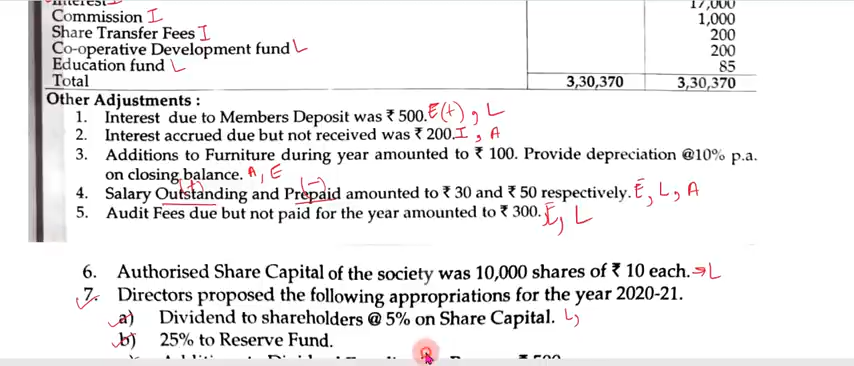 Interest I 17,000
Commission I 1,000
Share Transfer Fees I 200
Co-operative Development fund L 200
Education fund L 85
Total 3,30,370 3,30,370
Other Adjustments :
1. Interest due to Members Deposit was ₹ 500. E(+), L
2. Interest accrued due but not received was ₹ 200. I, A
3. Additions to Furniture during year amounted to ₹ 100. Provide depreciation @10% p.a.
on closing balance. A, E
(+) (-)
4. Salary Outstanding and Prepaid amounted to ₹ 30 and ₹ 50 respectively. E, L, A
5. Audit Fees due but not paid for the year amounted to ₹ 300. E, L
6. Authorised Share Capital of the society was 10,000 shares of ₹ 10 each. → L
7. Directors proposed the following appropriations for the year 2020-21.
a) Dividend to shareholders @ 5% on Share Capital. L,
b) 25% to Reserve Fund.